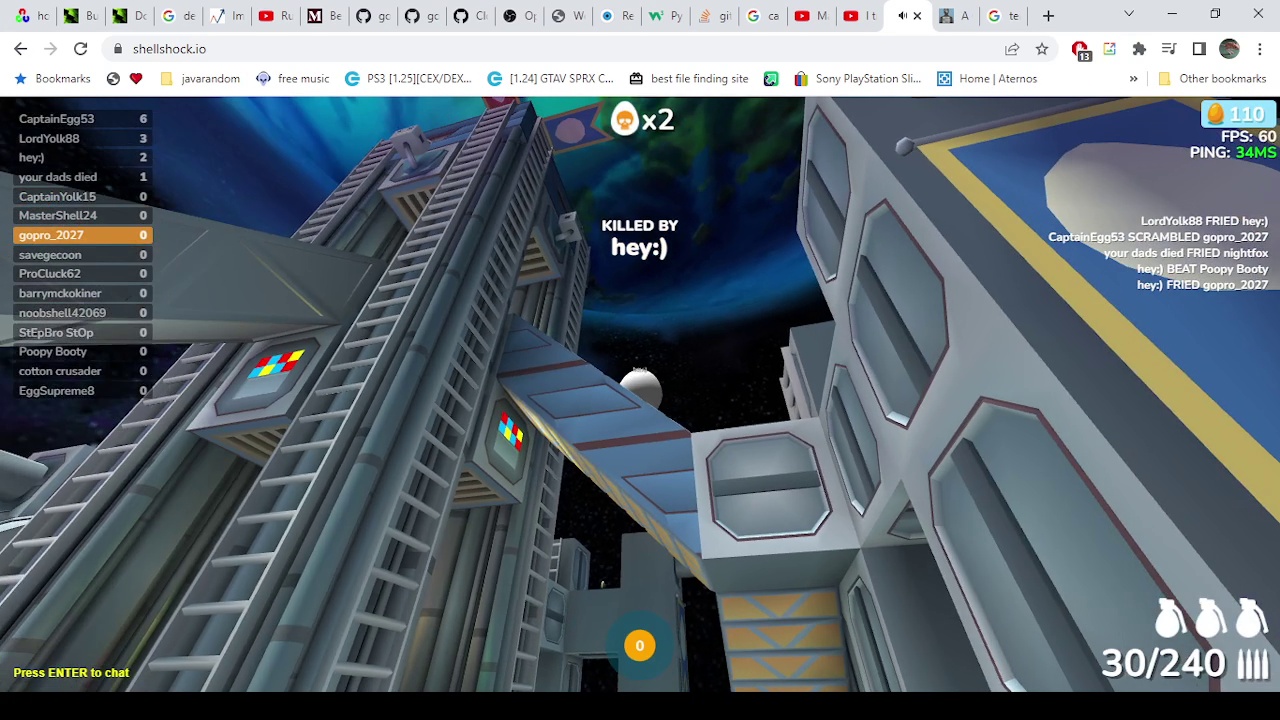 hc
Bu
Do
de
Im
Ru
Be
gc
gc
Cl
Op
W
Re
Py
gi
ca
M
I t
A
te
shellshock.io
13
Bookmarks
javarandom
free music
PS3 [1.25][CEX/DEX...
[1.24] GTAV SPRX C...
best file finding site
Sony PlayStation Sli...
Home | Aternos
»
Other bookmarks
CaptainEgg53 6
LordYolk88 3
hey:) 2
your dads died 1
CaptainYolk15 0
MasterShell24 0
gopro_2027 0
savegecoon 0
ProCluck62 0
barrymckokiner 0
noobshell42069 0
StEpBro StOp 0
Poopy Booty 0
cotton crusader 0
EggSupreme8 0
x2
KILLED BY
hey:)
110
FPS: 60
PING: 34MS
LordYolk88 FRIED hey:)
CaptainEgg53 SCRAMBLED gopro_2027
your dads died FRIED nightfox
hey:) BEAT Poopy Booty
hey:) FRIED gopro_2027
0
30/240
Press ENTER to chat